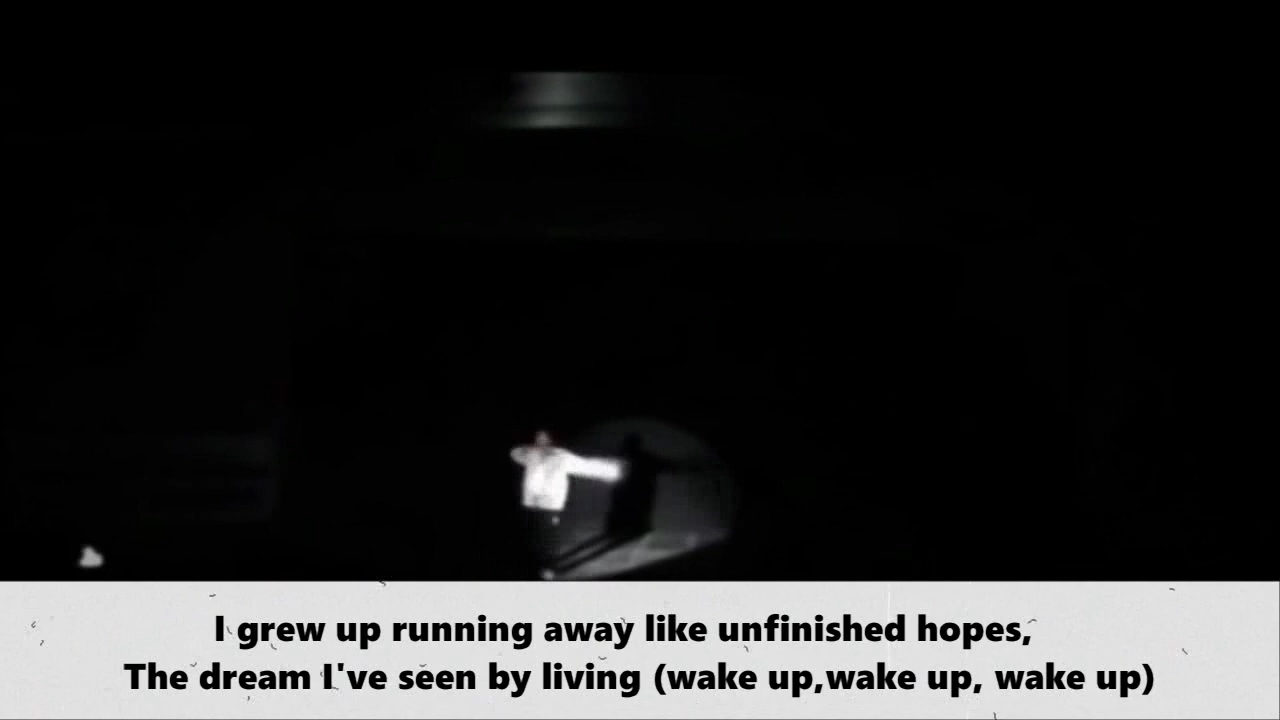 I grew up running away like unfinished hopes,
The dream I've seen by living (wake up,wake up, wake up)